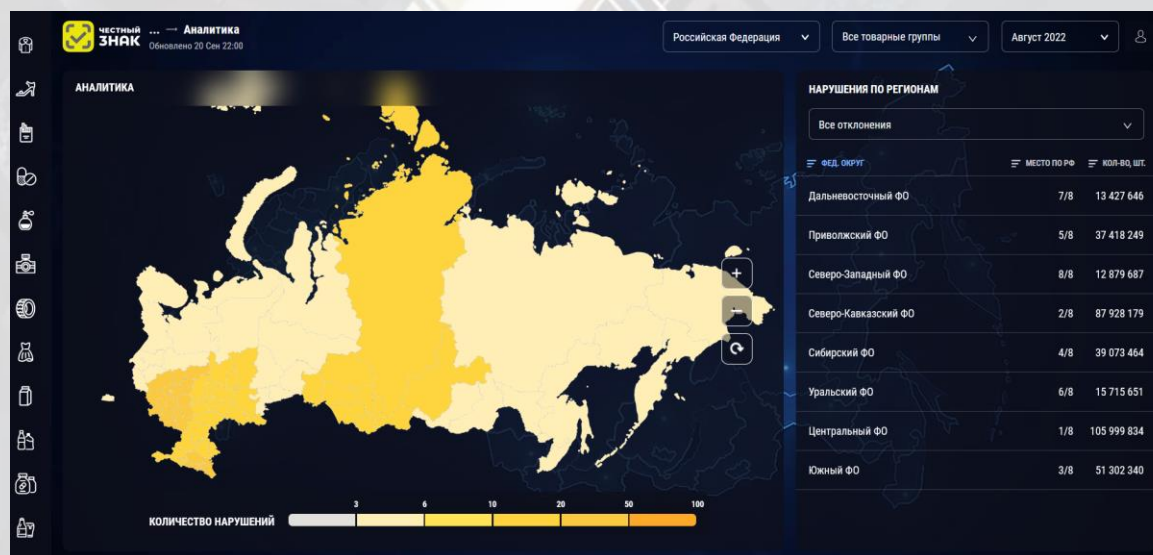 честный
ЗНАК
... → Аналитика
Обновлено 20 Сен 22:00
Российская Федерация
Все товарные группы
Август 2022
АНАЛИТИКА
КОЛИЧЕСТВО НАРУШЕНИЙ
3 6 10 20 50 100
НАРУШЕНИЯ ПО РЕГИОНАМ
Все отклонения
ФЕД. ОКРУГ МЕСТО ПО РФ КОЛ-ВО, ШТ.
Дальневосточный ФО 7/8 13 427 646
Приволжский ФО 5/8 37 418 249
Северо-Западный ФО 8/8 12 879 687
Северо-Кавказский ФО 2/8 87 928 179
Сибирский ФО 4/8 39 073 464
Уральский ФО 6/8 15 715 651
Центральный ФО 1/8 105 999 834
Южный ФО 3/8 51 302 340